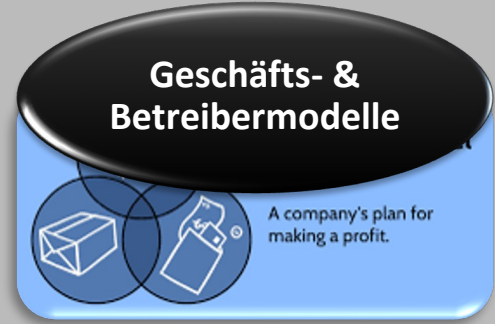 Geschäfts- &
Betreibermodelle
A company's plan for
making a profit.